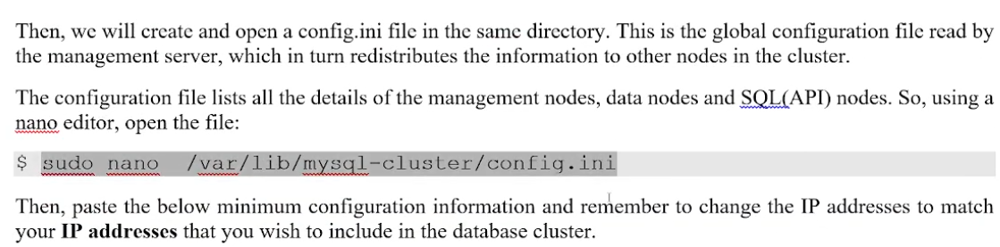 Then, we will create and open a config.ini file in the same directory. This is the global configuration file read by
the management server, which in turn redistributes the information to other nodes in the cluster.
The configuration file lists all the details of the management nodes, data nodes and SQL(API) nodes. So, using a
nano editor, open the file:
$ sudo nano /var/lib/mysql-cluster/config.ini
Then, paste the below minimum configuration information and remember to change the IP addresses to match
your IP addresses that you wish to include in the database cluster.